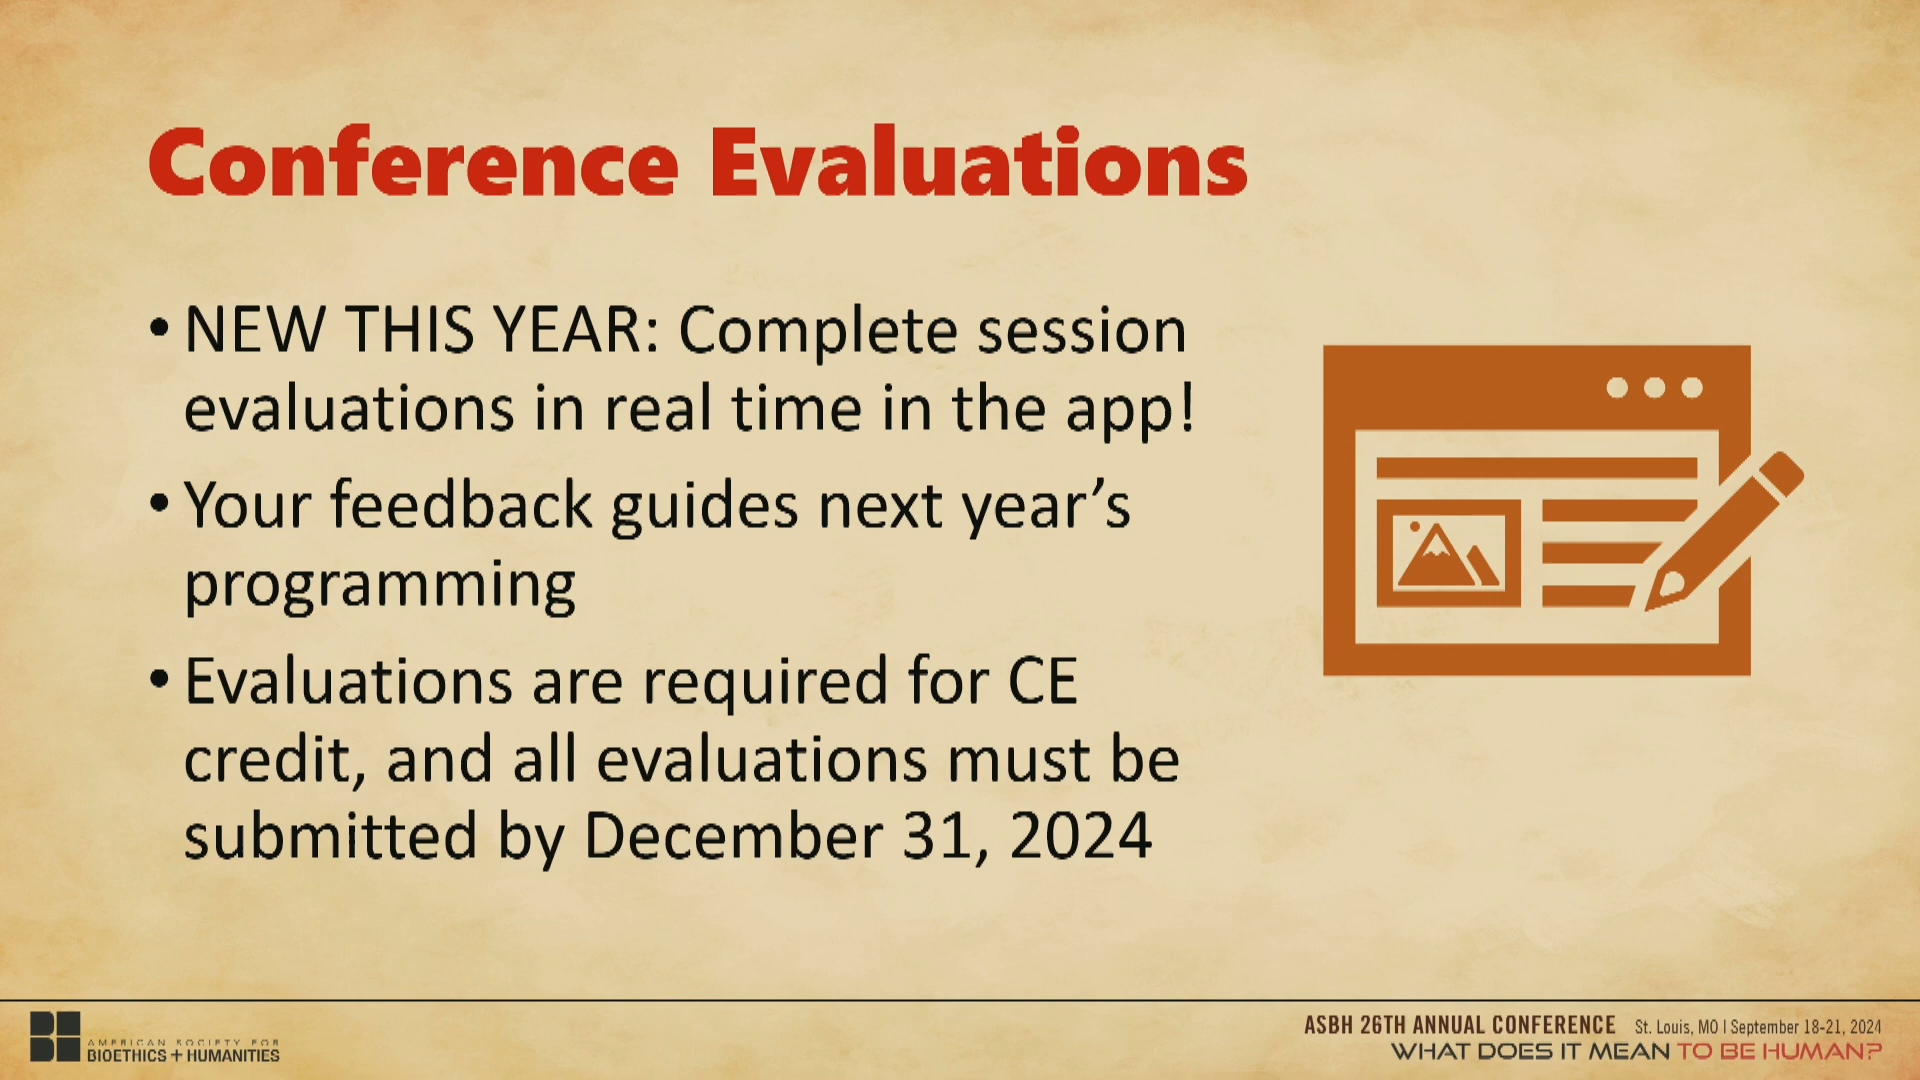 Conference Evaluations
• NEW THIS YEAR: Complete session
evaluations in real time in the app!
• Your feedback guides next year’s
programming
• Evaluations are required for CE
credit, and all evaluations must be
submitted by December 31, 2024
AMERICAN SOCIETY FOR
BIOETHICS + HUMANITIES
ASBH 26TH ANNUAL CONFERENCE St. Louis, MO | September 18-21, 2024
WHAT DOES IT MEAN TO BE HUMAN?